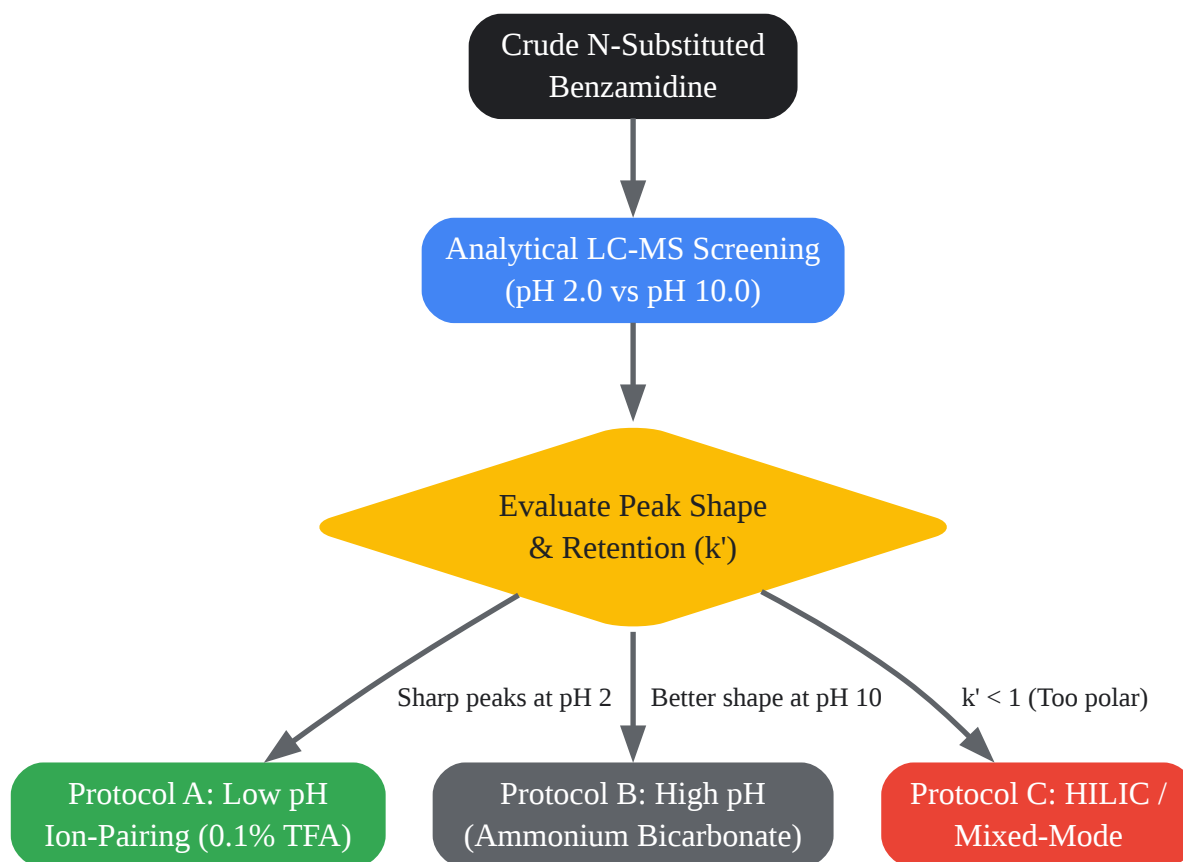 Crude N-Substituted
Benzamidine
Analytical LC-MS Screening
(pH 2.0 vs pH 10.0)
Evaluate Peak Shape
& Retention (k')
Sharp peaks at pH 2
Better shape at pH 10
k' < 1 (Too polar)
Protocol A: Low pH
Ion-Pairing (0.1% TFA)
Protocol B: High pH
(Ammonium Bicarbonate)
Protocol C: HILIC /
Mixed-Mode